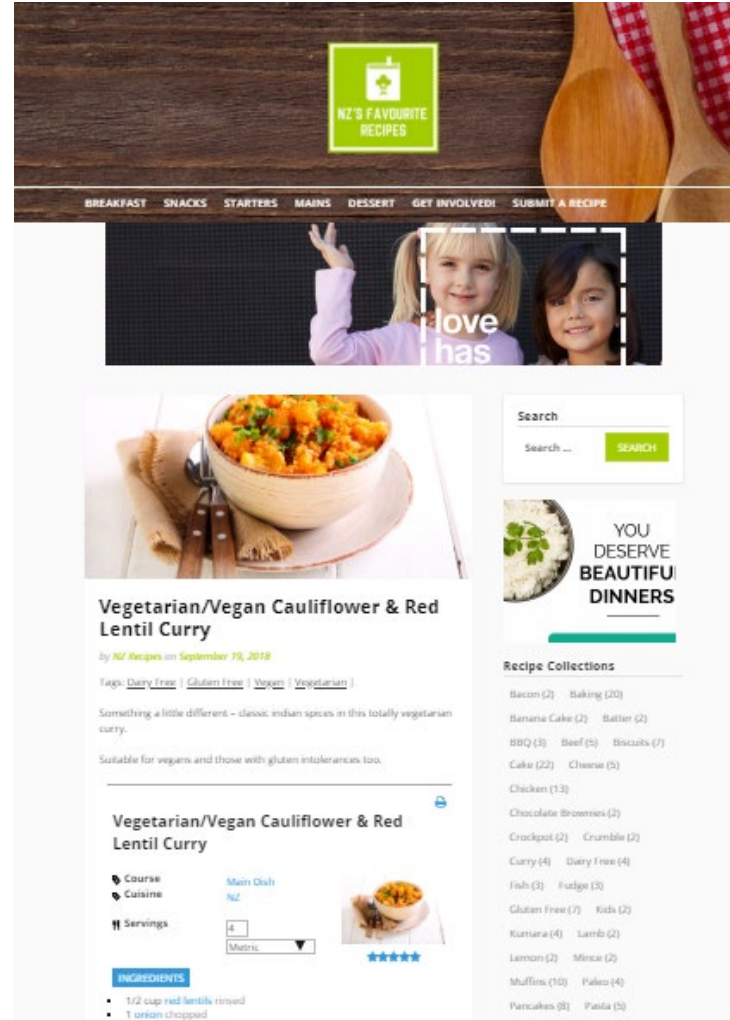 NZ'S FAVOURITE
RECIPES
BREAKFAST SNACKS STARTERS MAINS DESSERT GET INVOLVED! SUBMIT A RECIPE
love
has
Search
Search ... SEARCH
YOU
DESERVE
BEAUTIFU
DINNERS
Vegetarian/Vegan Cauliflower & Red
Lentil Curry
by NZ Recipes on September 19, 2018
Tags: Dairy Free | Gluten Free | Vegan | Vegetarian |
Something a little different – classic indian spices in this totally vegetarian
curry.
Suitable for vegans and those with gluten intolerances too.
Vegetarian/Vegan Cauliflower & Red
Lentil Curry
Course Main Dish
Cuisine NZ
Servings 4
Metric
INGREDIENTS
1/2 cup red lentils rinsed
1 onion chopped
Recipe Collections
Bacon (2) Baking (20)
Banana Cake (2) Batter (2)
BBQ (3) Beef (5) Biscuits (7)
Cake (22) Cheese (5)
Chicken (13)
Chocolate Brownies (2)
Crockpot (2) Crumble (2)
Curry (4) Dairy Free (4)
Fish (3) Fudge (3)
Gluten Free (7) Kids (2)
Kumara (4) Lamb (2)
Lemon (2) Mince (2)
Muffins (10) Paleo (4)
Pancakes (8) Pasta (5)